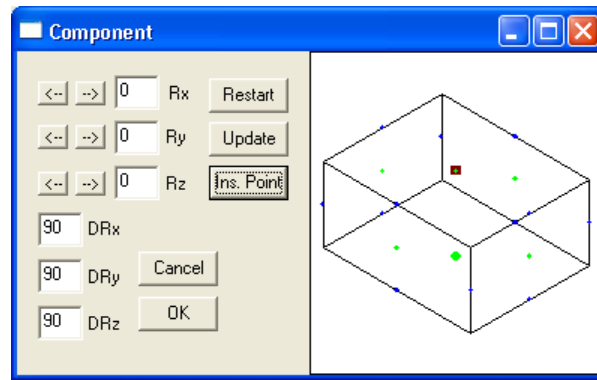 Component
<-- --> 0 Rx Restart
<-- --> 0 Ry Update
<-- --> 0 Rz Ins. Point
90 DRx
90 DRy Cancel
90 DRz OK